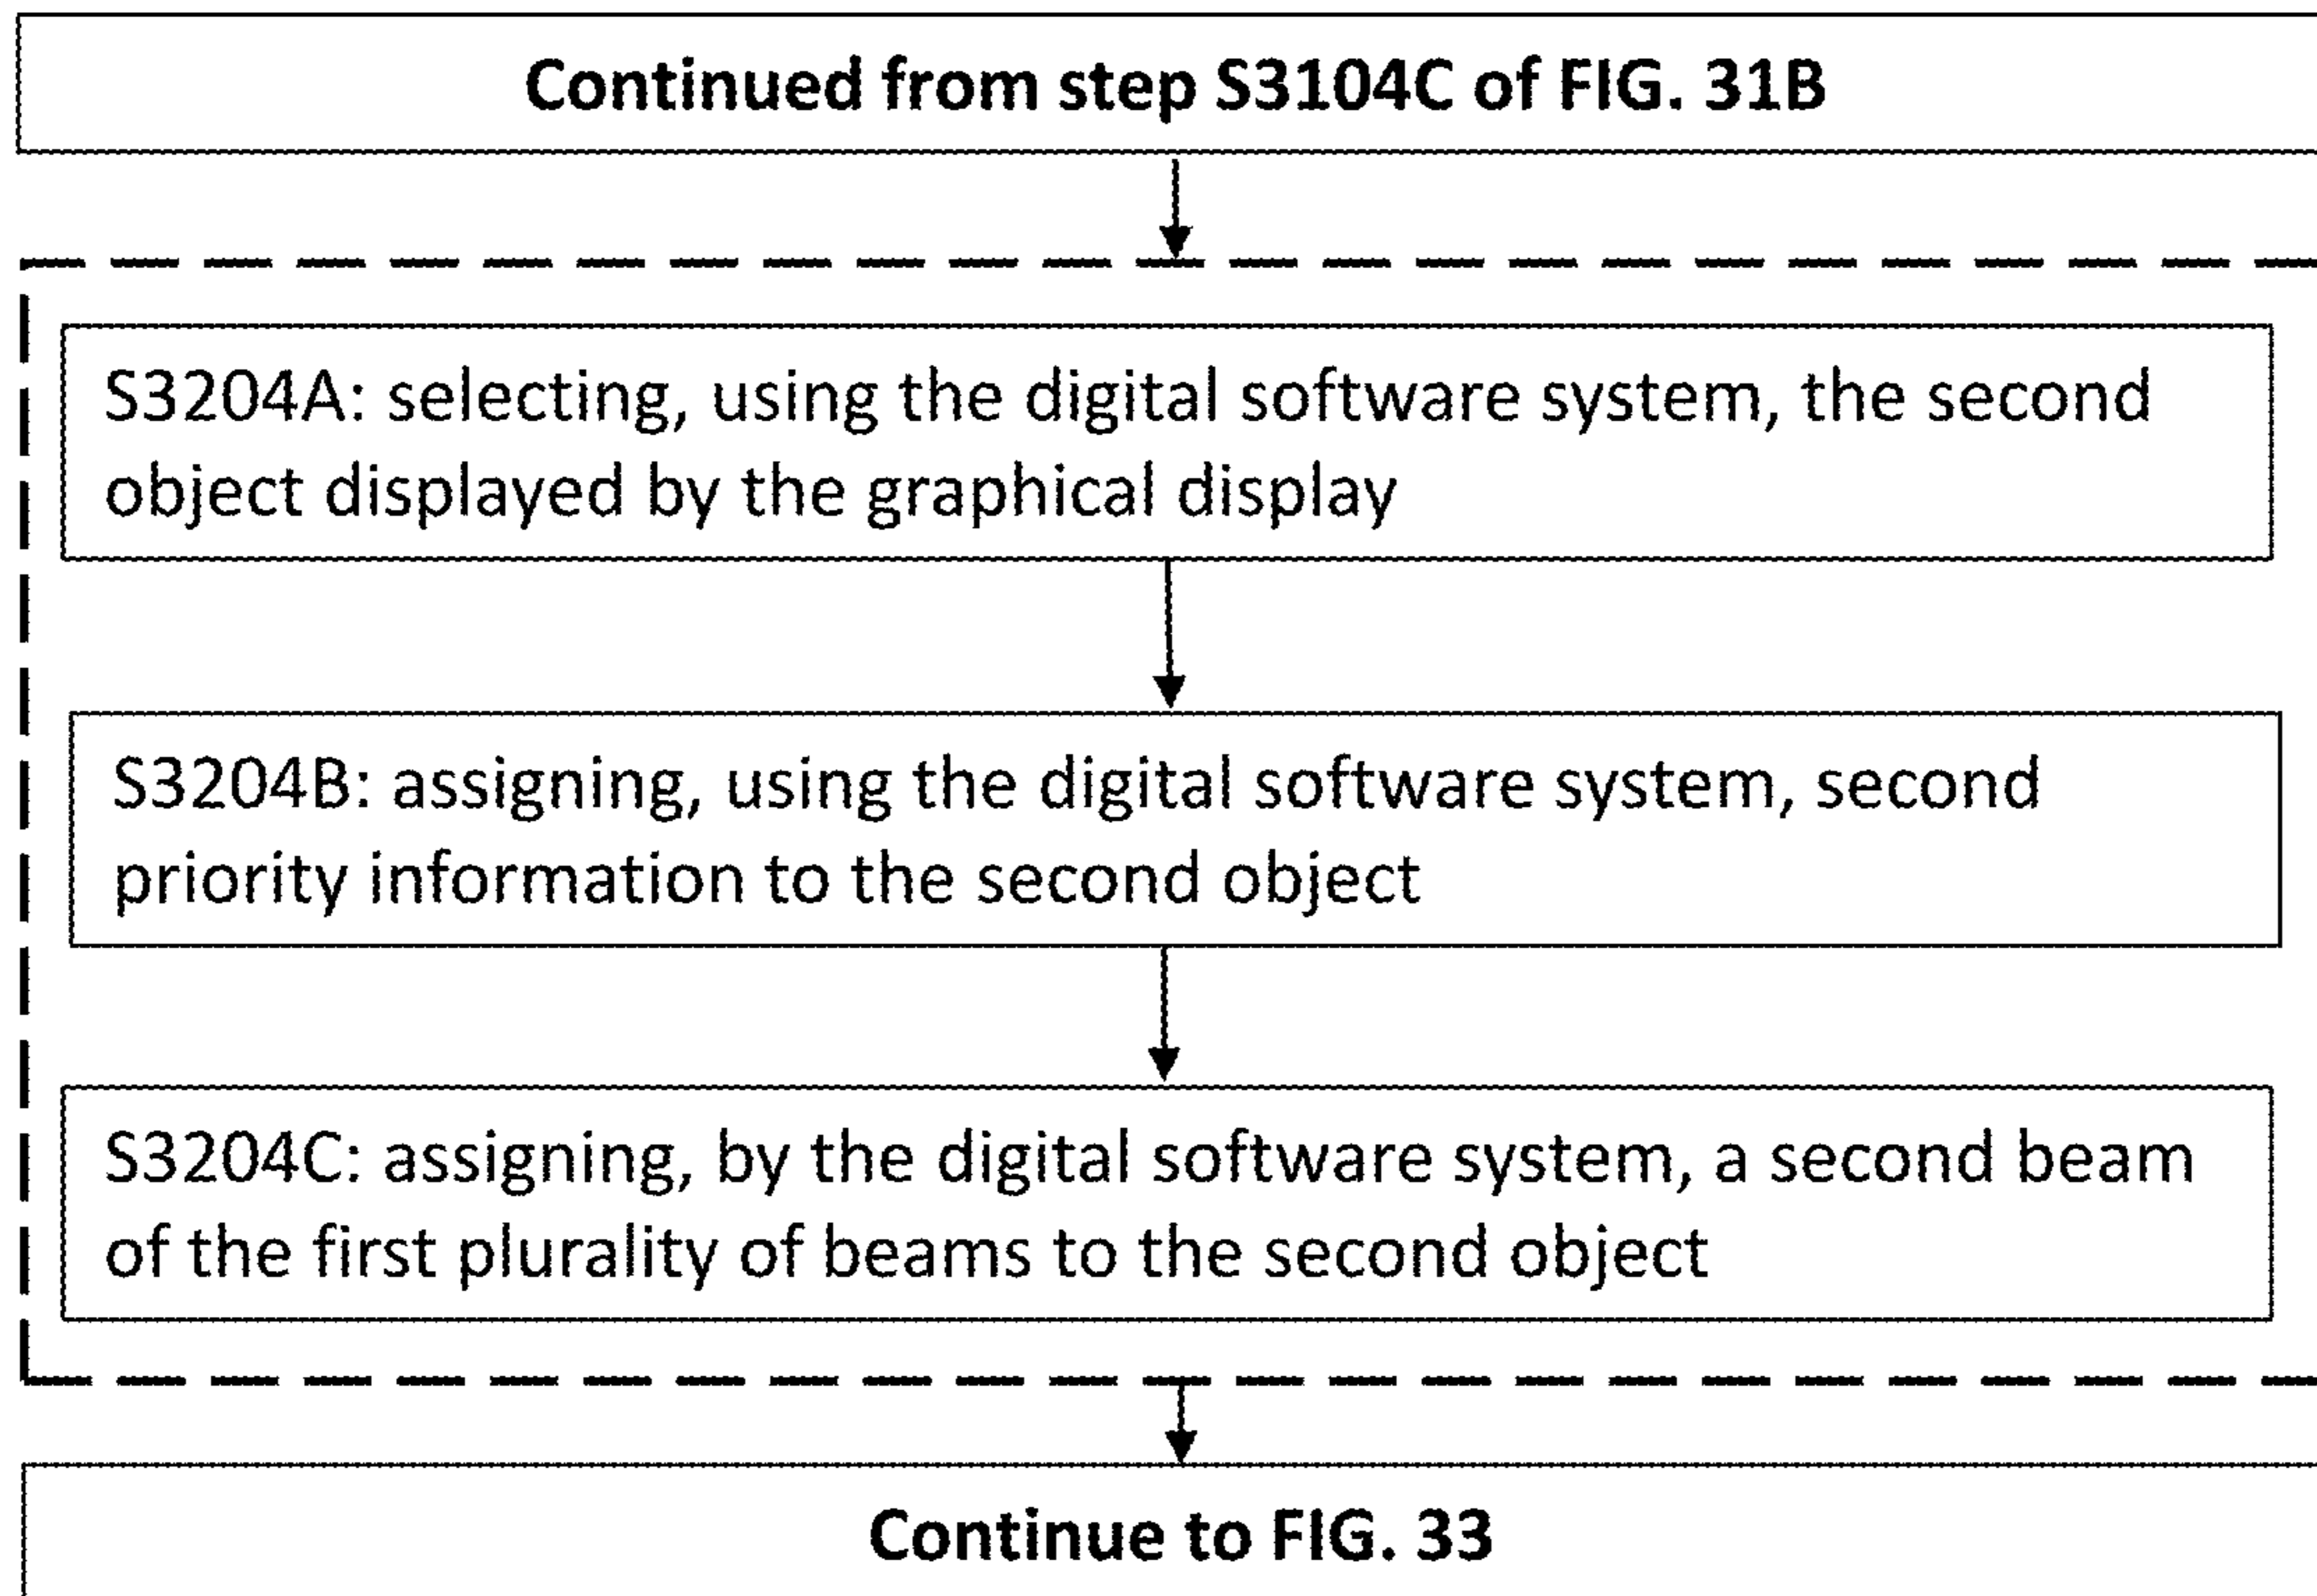 Continued from step S3104C of FIG. 31B
S3204A: selecting, using the digital software system, the second
object displayed by the graphical display
S3204B: assigning, using the digital software system, second
priority information to the second object
S3204C: assigning, by the digital software system, a second beam
of the first plurality of beams to the second object
Continue to FIG. 33